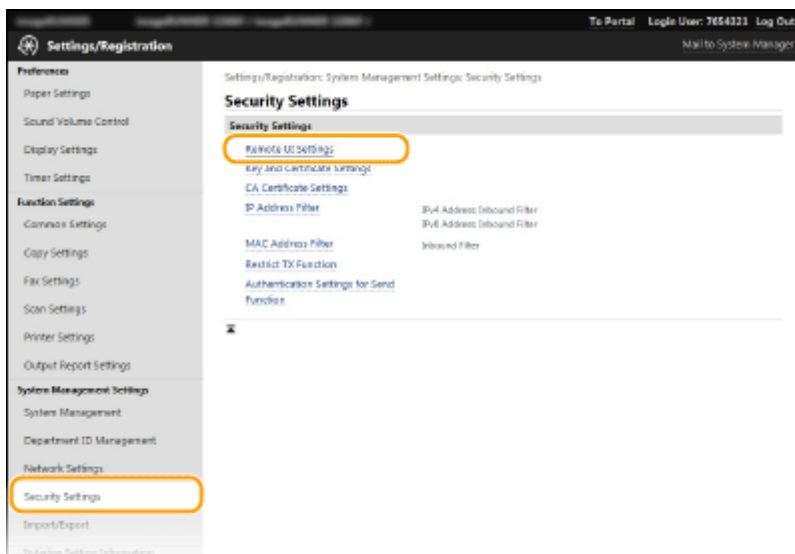 To Portal Login User: 7654321 Log Out
Settings/Registration
Mail to System Manager
Preferences
Paper Settings
Sound Volume Control
Display Settings
Timer Settings
Function Settings
Common Settings
Copy Settings
Fax Settings
Scan Settings
Printer Settings
Output Report Settings
System Management Settings
System Management
Department ID Management
Network Settings
Security Settings
Import/Export
Settings/Registration: System Management Settings: Security Settings
Security Settings
Security Settings
Remote UI Settings
Key and Certificate Settings
CA Certificate Settings
IP Address Filter
IPv4 Address Inbound Filter
IPv6 Address Inbound Filter
MAC Address Filter
Inbound Filter
Restrict TX Function
Authentication Settings for Send
Function